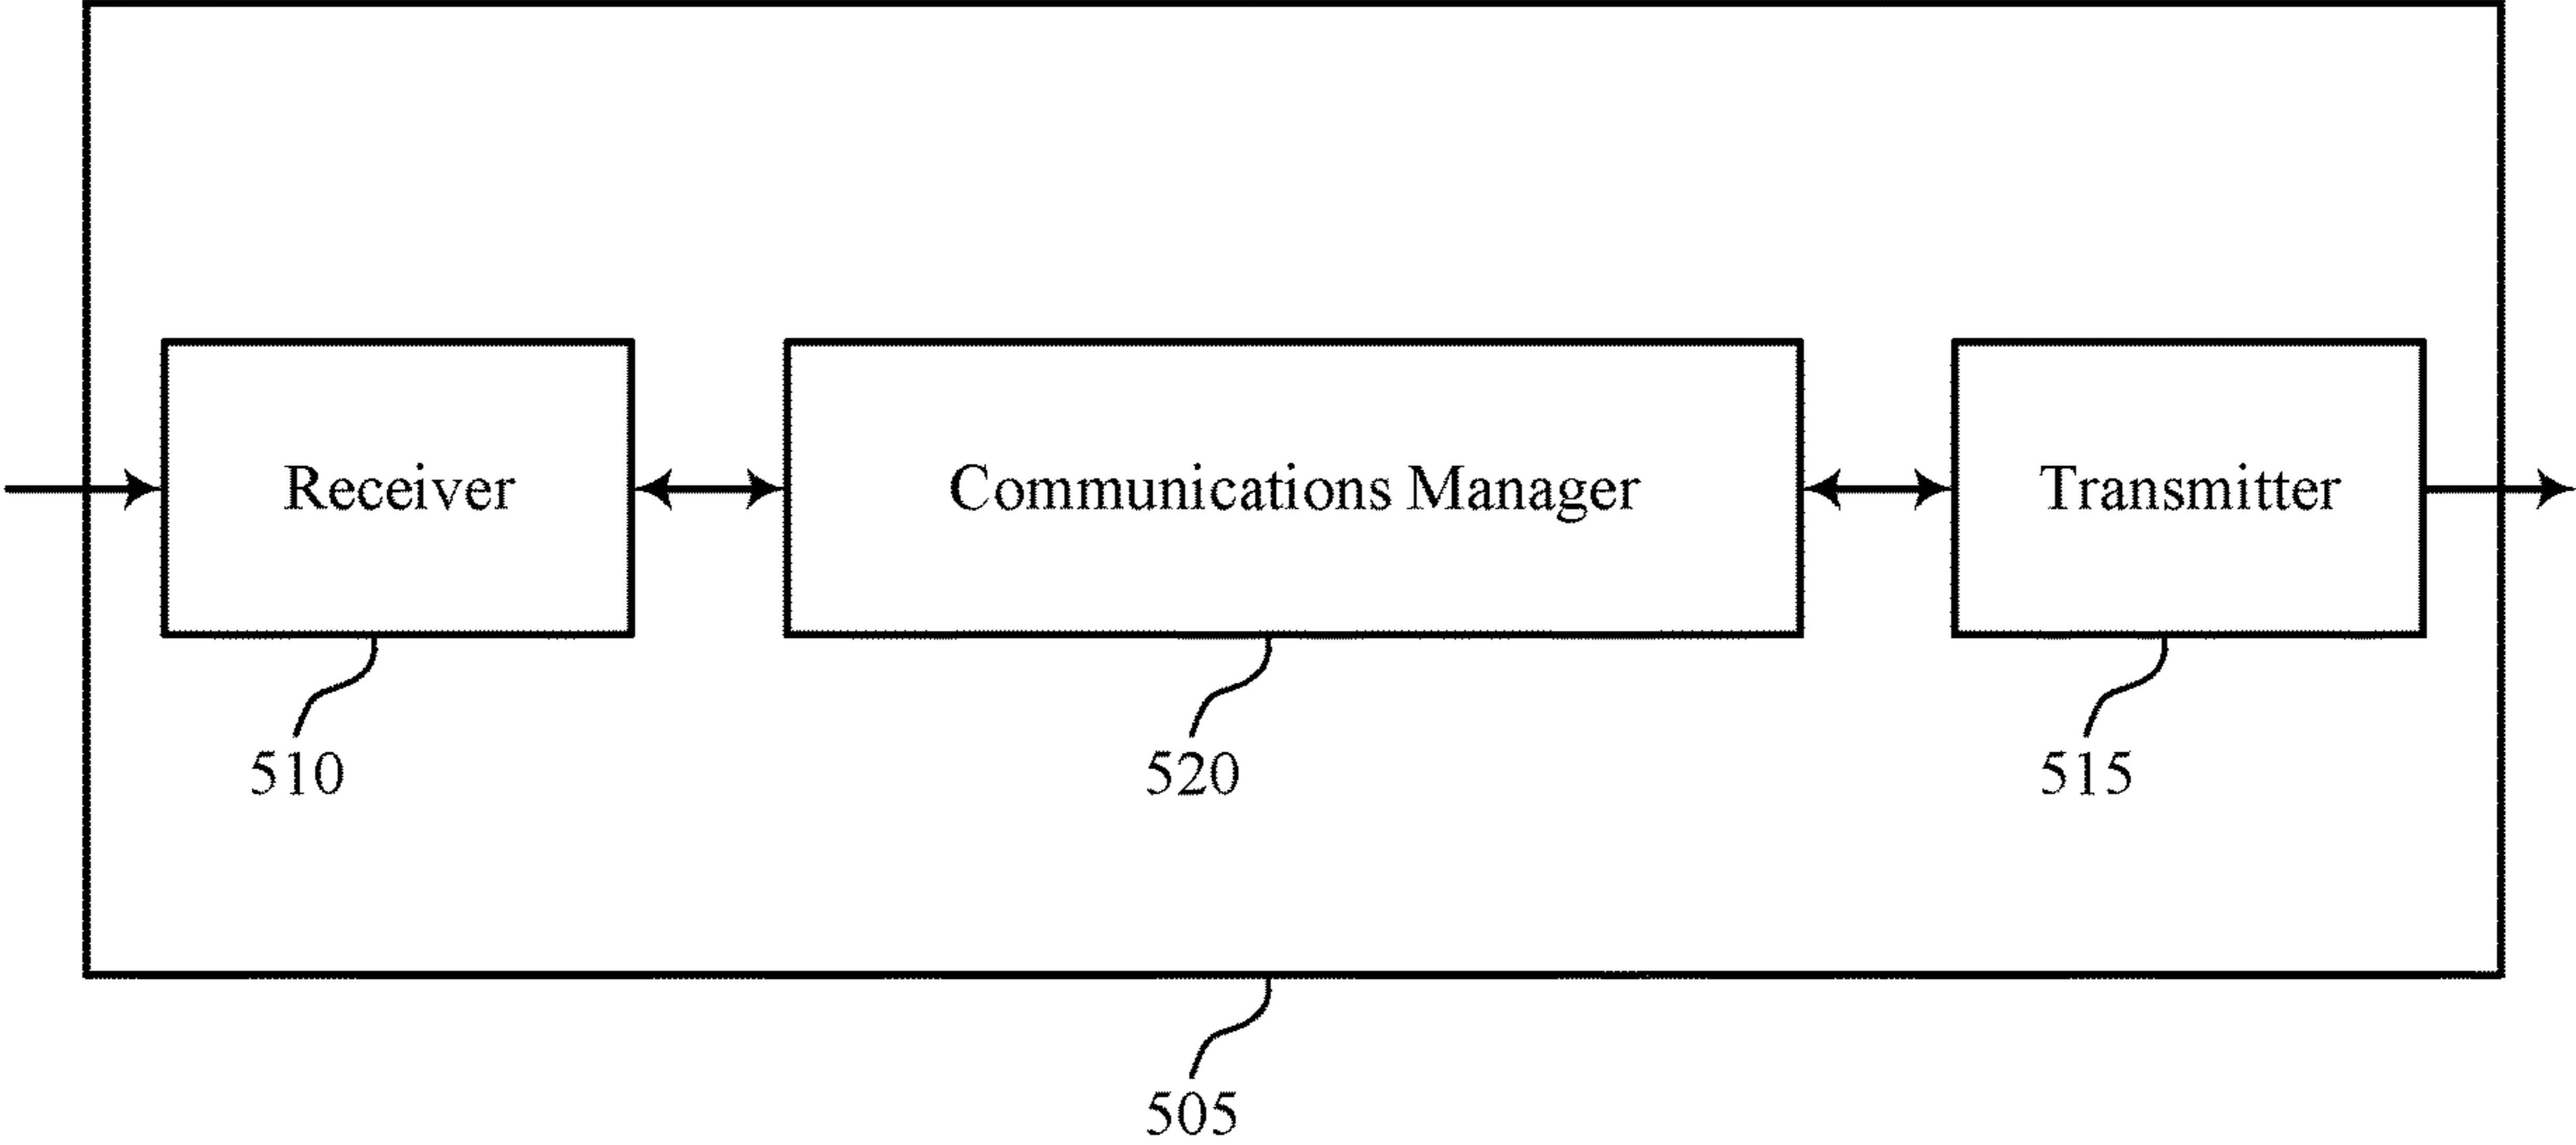 Receiver
Communications Manager
Transmitter
510
520
515
505